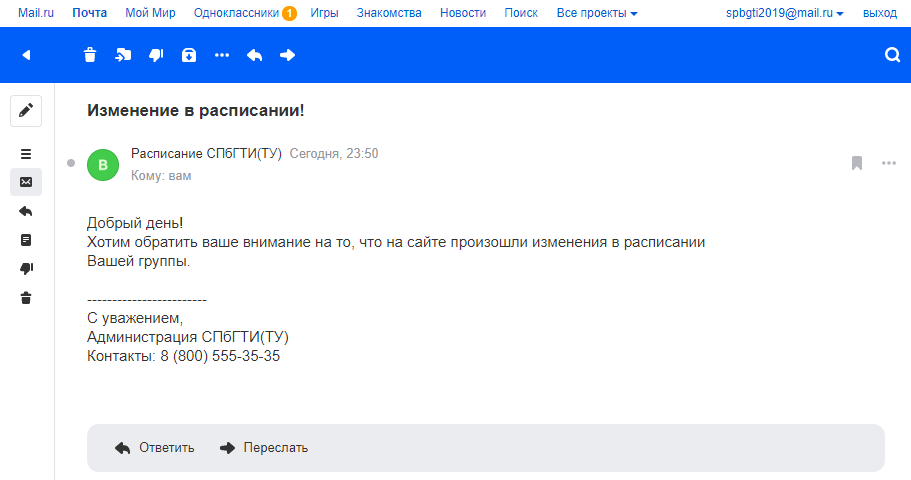 Mail.ru Почта Мой Мир Одноклассники 1 Игры Знакомства Новости Поиск Все проекты spbgti2019@mail.ru выход
Изменение в расписании!
В
Расписание СПбГТИ(ТУ) Сегодня, 23:50
Кому: вам
Добрый день!
Хотим обратить ваше внимание на то, что на сайте произошли изменения в расписании
Вашей группы.
------------------------
С уважением,
Администрация СПбГТИ(ТУ)
Контакты: 8 (800) 555-35-35
Ответить Переслать